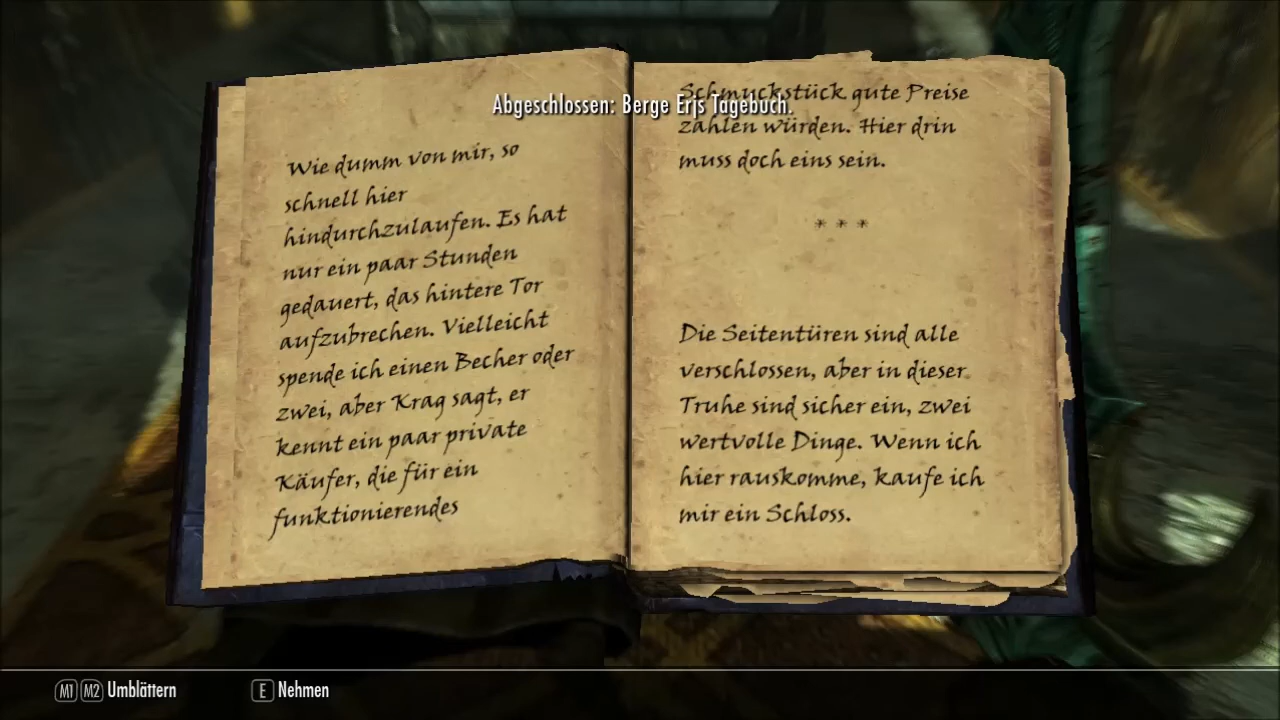 Abgeschlossen: Berge Erjs Tagebuch.
Wie dumm von mir, so
schnell hier
hindurchzulaufen. Es hat
nur ein paar Stunden
gedauert, das hintere Tor
aufzubrechen. Vielleicht
spende ich einen Becher oder
zwei, aber Krag sagt, er
kennt ein paar private
Käufer, die für ein
funktionierendes
Schmuckstück gute Preise
zahlen würden. Hier drin
muss doch eins sein.
* * *
Die Seitentüren sind alle
verschlossen, aber in dieser
Truhe sind sicher ein, zwei
wertvolle Dinge. Wenn ich
hier rauskomme, kaufe ich
mir ein Schloss.
M1 M2 Umblättern
E Nehmen